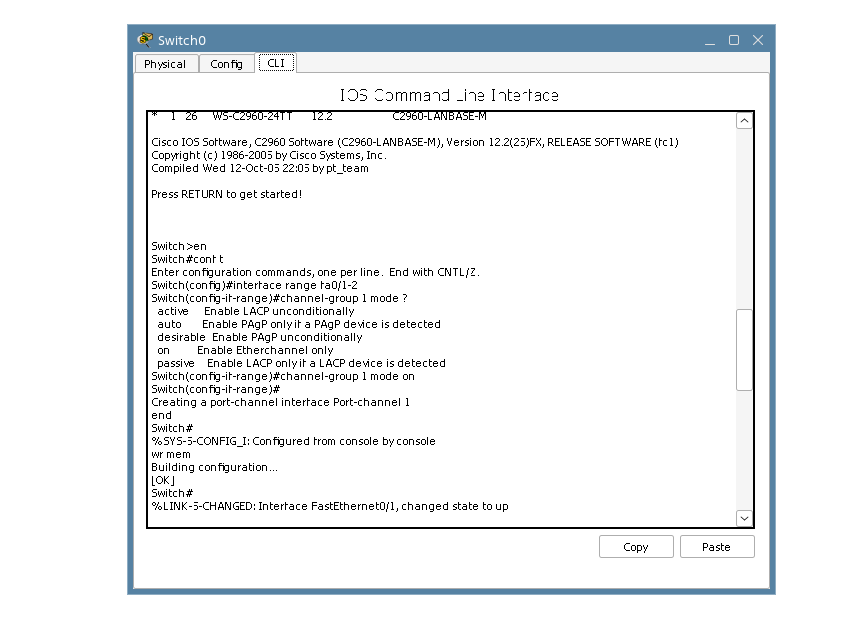 Switch0
Physical Config CLI
IOS Command Line Interface
* 1 26 WS-C2960-24TT 12.2 C2960-LANBASE-M
Cisco IOS Software, C2960 Software (C2960-LANBASE-M), Version 12.2(25)FX, RELEASE SOFTWARE (fc1)
Copyright (c) 1986-2005 by Cisco Systems, Inc.
Compiled Wed 12-Oct-05 22:05 by pt_team
Press RETURN to get started!
Switch>en
Switch#conf t
Enter configuration commands, one per line. End with CNTL/Z.
Switch(config)#interface range fa0/1-2
Switch(config-if-range)#channel-group 1 mode ?
active Enable LACP unconditionally
auto Enable PAgP only if a PAgP device is detected
desirable Enable PAgP unconditionally
on Enable Etherchannel only
passive Enable LACP only if a LACP device is detected
Switch(config-if-range)#channel-group 1 mode on
Switch(config-if-range)#
Creating a port-channel interface Port-channel 1
end
Switch#
%SYS-5-CONFIG_I: Configured from console by console
wr mem
Building configuration...
[OK]
Switch#
%LINK-5-CHANGED: Interface FastEthernet0/1, changed state to up
Copy Paste